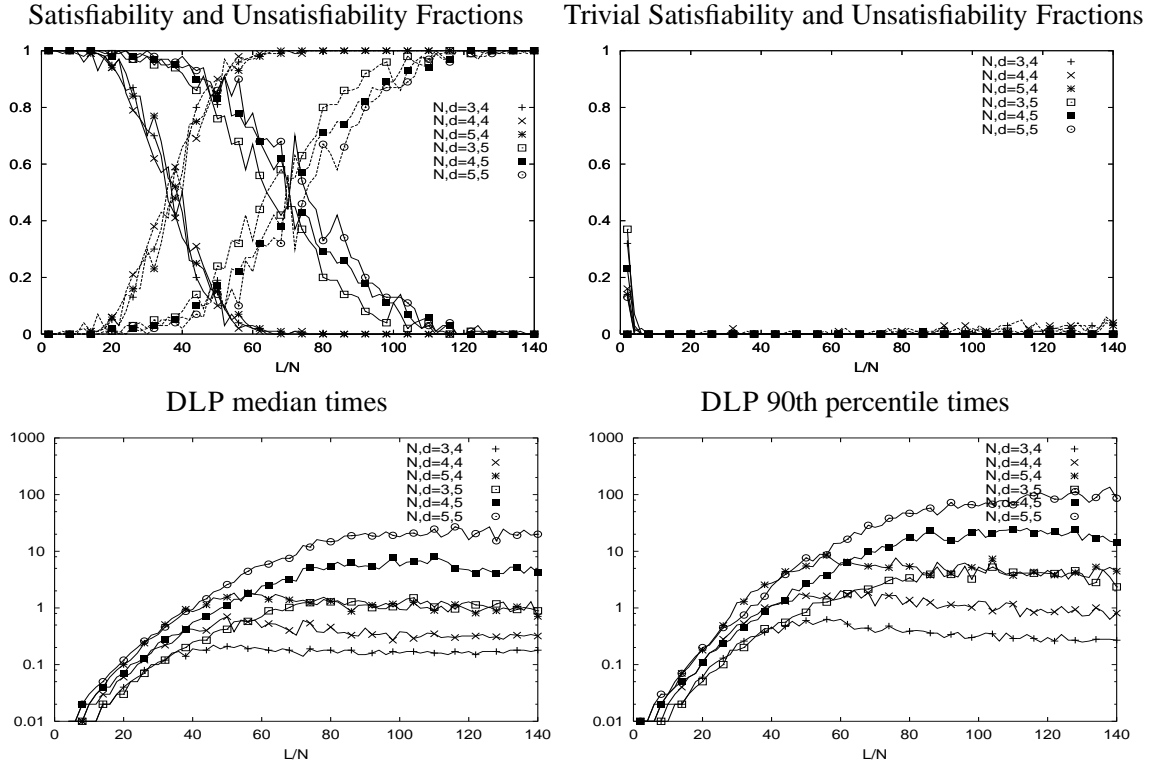 Satisfiability and Unsatisfiability Fractions
1
0.8
0.6
0.4
0.2
0
0 20 40 60 80 100 120 140
L/N
N,d=3,4
N,d=4,4
N,d=5,4
N,d=3,5
N,d=4,5
N,d=5,5
Trivial Satisfiability and Unsatisfiability Fractions
1
0.8
0.6
0.4
0.2
0
0 20 40 60 80 100 120 140
L/N
N,d=3,4
N,d=4,4
N,d=5,4
N,d=3,5
N,d=4,5
N,d=5,5
DLP median times
1000
100
10
1
0.1
0.01
0 20 40 60 80 100 120 140
L/N
N,d=3,4
N,d=4,4
N,d=5,4
N,d=3,5
N,d=4,5
N,d=5,5
DLP 90th percentile times
1000
100
10
1
0.1
0.01
0 20 40 60 80 100 120 140
L/N
N,d=3,4
N,d=4,4
N,d=5,4
N,d=3,5
N,d=4,5
N,d=5,5